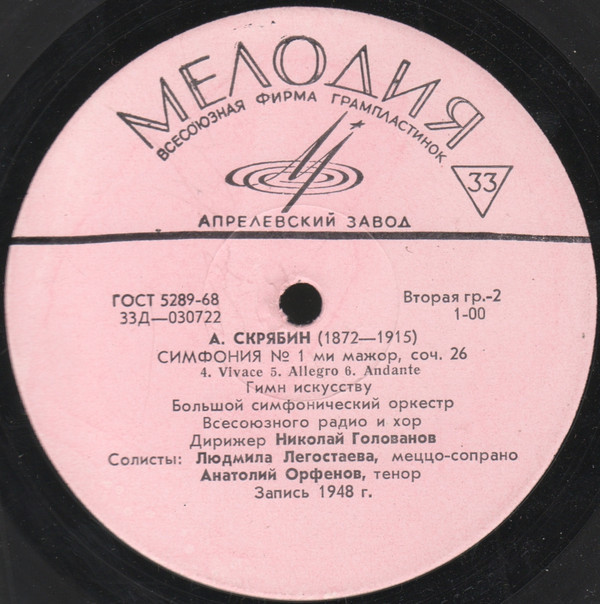 МЕЛОДИЯ
ВСЕСОЮЗНАЯ ФИРМА ГРАМПЛАСТИНОК
33
АПРЕЛЕВСКИЙ ЗАВОД
ГОСТ 5289-68
Вторая гр.-2
33Д—030722
1-00
А. СКРЯБИН (1872—1915)
СИМФОНИЯ № 1 ми мажор, соч. 26
4. Vivace 5. Allegro 6. Andante
Гимн искусству
Большой симфонический оркестр
Всесоюзного радио и хор
Дирижер Николай Голованов
Солисты: Людмила Легостаева, меццо-сопрано
Анатолий Орфенов, тенор
Запись 1948 г.